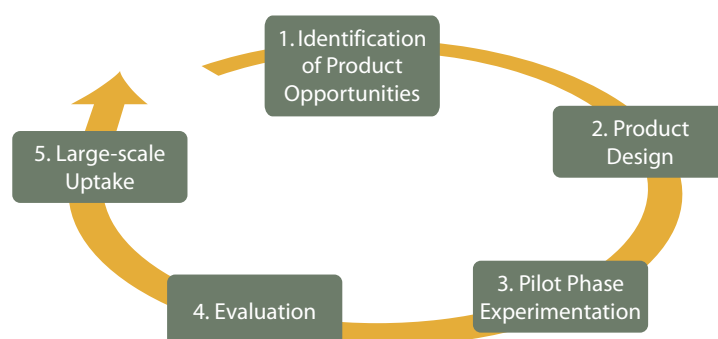 1. Identification
of Product
Opportunities
2. Product
Design
3. Pilot Phase
Experimentation
4. Evaluation
5. Large-scale
Uptake